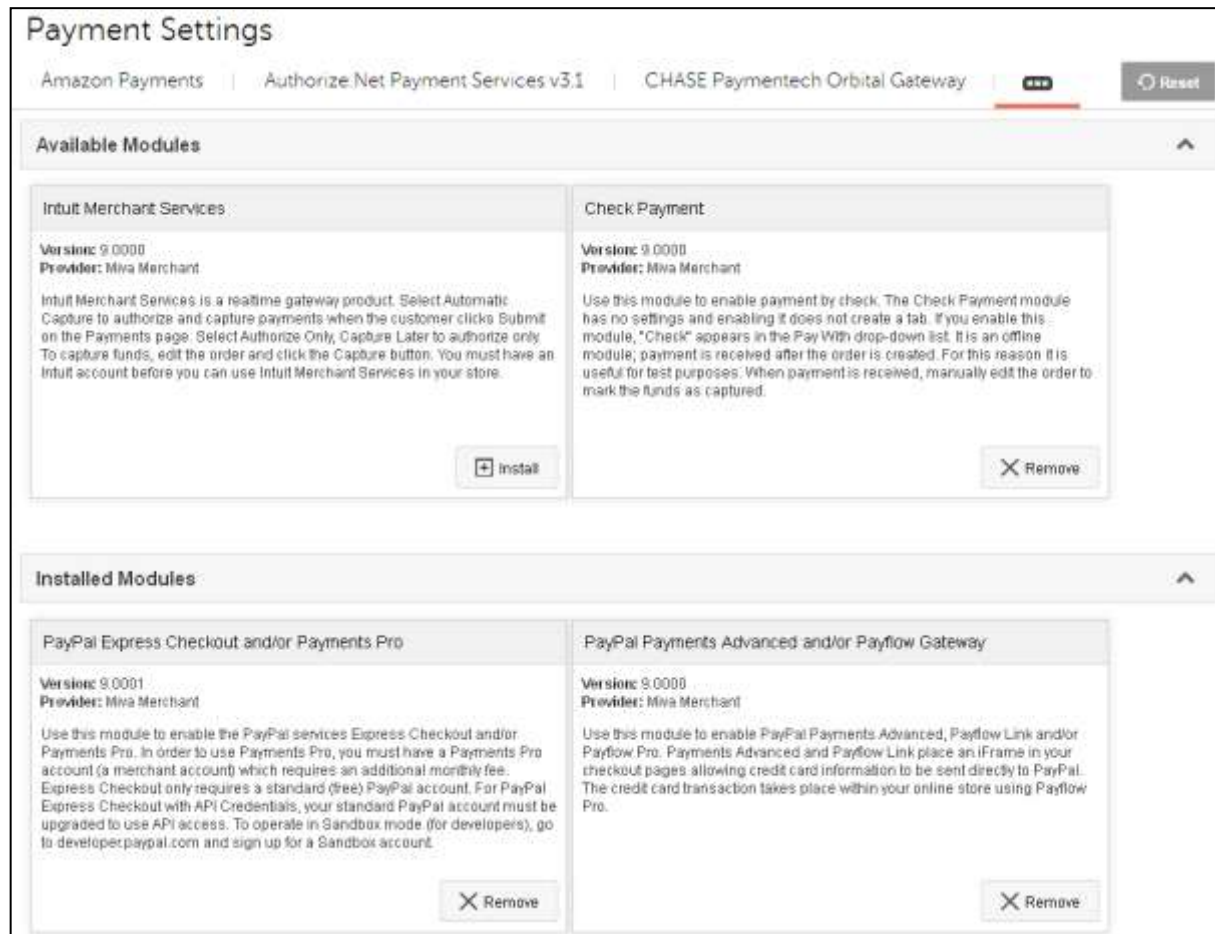 Payment Settings
Amazon Payments | Authorize.Net Payment Services v3.1 | CHASE Paymentech Orbital Gateway | Reset
Available Modules
Intuit Merchant Services
Version: 9.0000
Provider: Miva Merchant
Intuit Merchant Services is a realtime gateway product. Select Automatic
Capture to authorize and capture payments when the customer clicks Submit
on the Payments page. Select Authorize Only, Capture Later to authorize only.
To capture funds, edit the order and click the Capture button. You must have an
Intuit account before you can use Intuit Merchant Services in your store.
Install
Check Payment
Version: 9.0000
Provider: Miva Merchant
Use this module to enable payment by check. The Check Payment module
has no settings and enabling it does not create a tab. If you enable this
module, "Check" appears in the Pay With drop-down list. It is an offline
module; payment is received after the order is created. For this reason it is
useful for test purposes. When payment is received, manually edit the order to
mark the funds as captured.
Remove
Installed Modules
PayPal Express Checkout and/or Payments Pro
Version: 9.0001
Provider: Miva Merchant
Use this module to enable the PayPal services Express Checkout and/or
Payments Pro. In order to use Payments Pro, you must have a Payments Pro
account (a merchant account) which requires an additional monthly fee.
Express Checkout only requires a standard (free) PayPal account. For PayPal
Express Checkout with API Credentials, your standard PayPal account must be
upgraded to use API access. To operate in Sandbox mode (for developers), go
to developer.paypal.com and sign up for a Sandbox account.
Remove
PayPal Payments Advanced and/or Payflow Gateway
Version: 9.0000
Provider: Miva Merchant
Use this module to enable PayPal Payments Advanced, Payflow Link and/or
Payflow Pro. Payments Advanced and Payflow Link place an iFrame in your
checkout pages allowing credit card information to be sent directly to PayPal.
The credit card transaction takes place within your online store using Payflow
Pro.
Remove